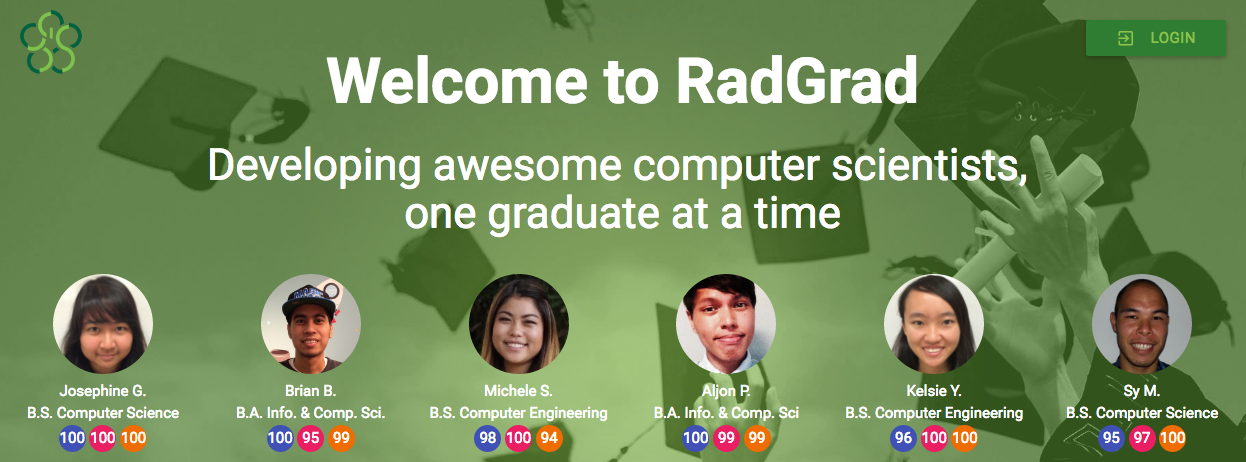 LOGIN
Welcome to RadGrad
Developing awesome computer scientists,
one graduate at a time
Josephine G.
B.S. Computer Science
100 100 100
Brian B.
B.A. Info. & Comp. Sci.
100 95 99
Michele S.
B.S. Computer Engineering
98 100 94
Aljon P.
B.A. Info. & Comp. Sci
100 99 99
Kelsie Y.
B.S. Computer Engineering
96 100 100
Sy M.
B.S. Computer Science
95 97 100